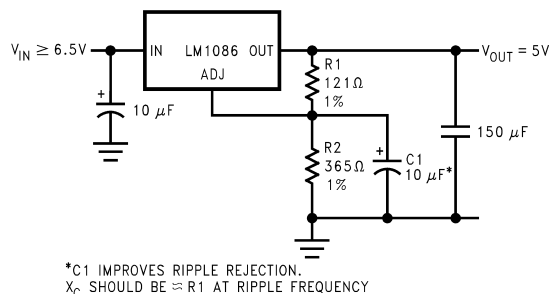 V_IN ≥ 6.5V
IN
LM1086
OUT
ADJ
V_OUT = 5V
+
10 μF
R1
121Ω
1%
R2
365Ω
1%
+
C1
10 μF*
150 μF
*C1 IMPROVES RIPPLE REJECTION.
X_C SHOULD BE ≈ R1 AT RIPPLE FREQUENCY